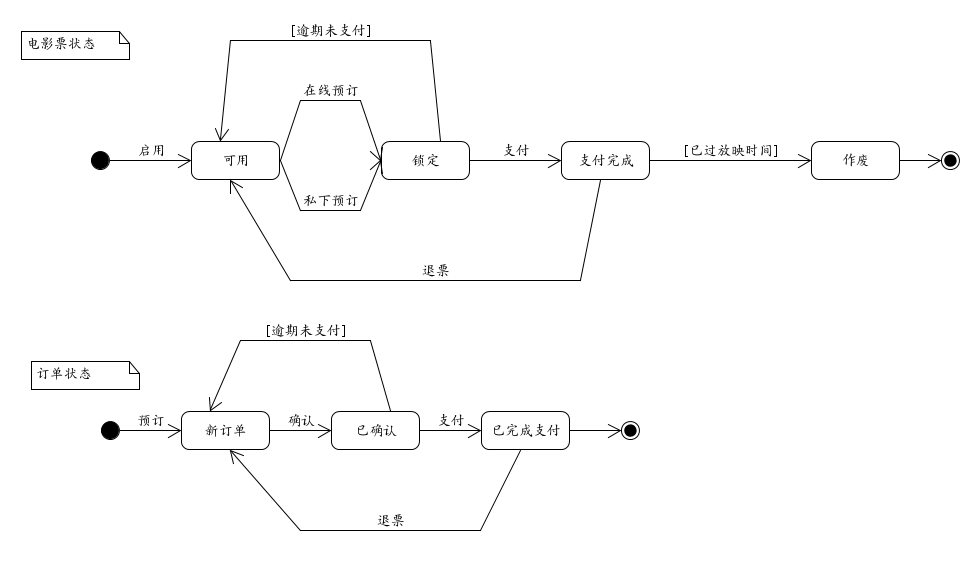 [逾期未支付]
电影票状态
在线预订
启用
可用
锁定
支付
支付完成
[已过放映时间]
作废
私下预订
退票
[逾期未支付]
订单状态
预订
新订单
确认
已确认
支付
已完成支付
退票